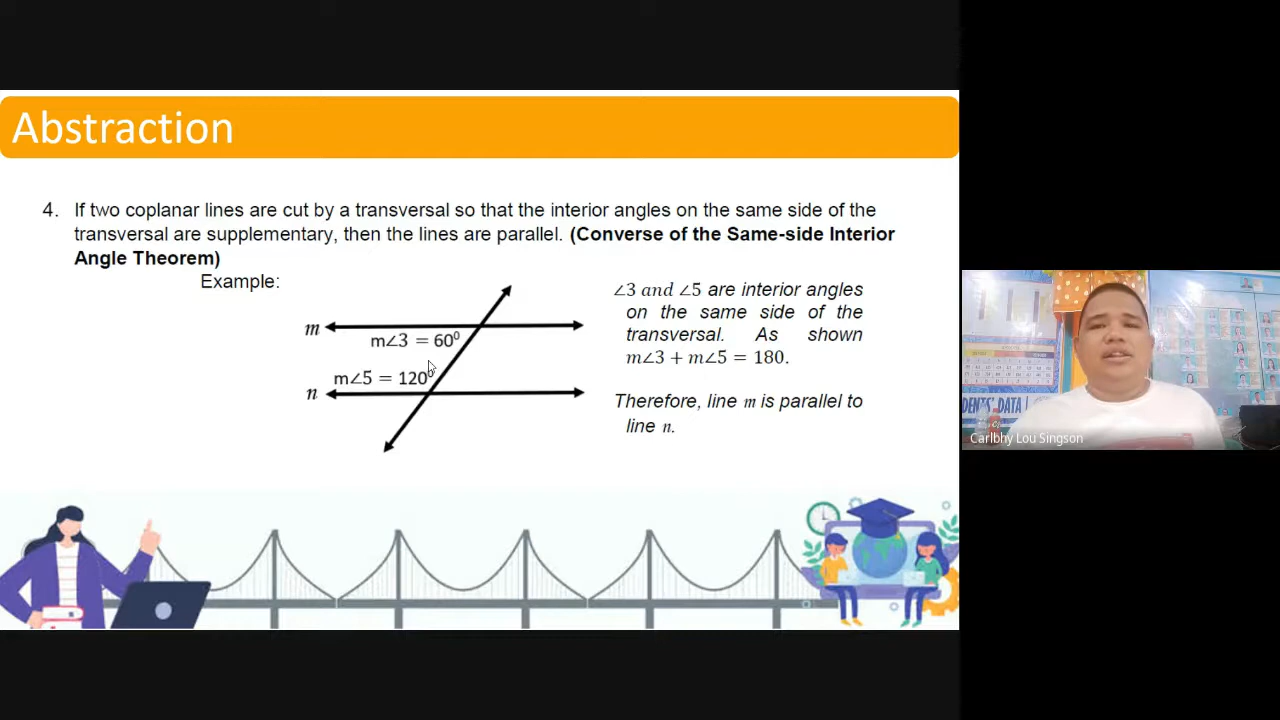 Abstraction
4. If two coplanar lines are cut by a transversal so that the interior angles on the same side of the
transversal are supplementary, then the lines are parallel. (Converse of the Same-side Interior
Angle Theorem)
Example:
m
m∠3 = 60⁰
m∠5 = 120⁰
n
∠3 and ∠5 are interior angles
on the same side of the
transversal. As shown
m∠3 + m∠5 = 180.
Therefore, line m is parallel to
line n.
DENTS' DATA
Carlbhy Lou Singson